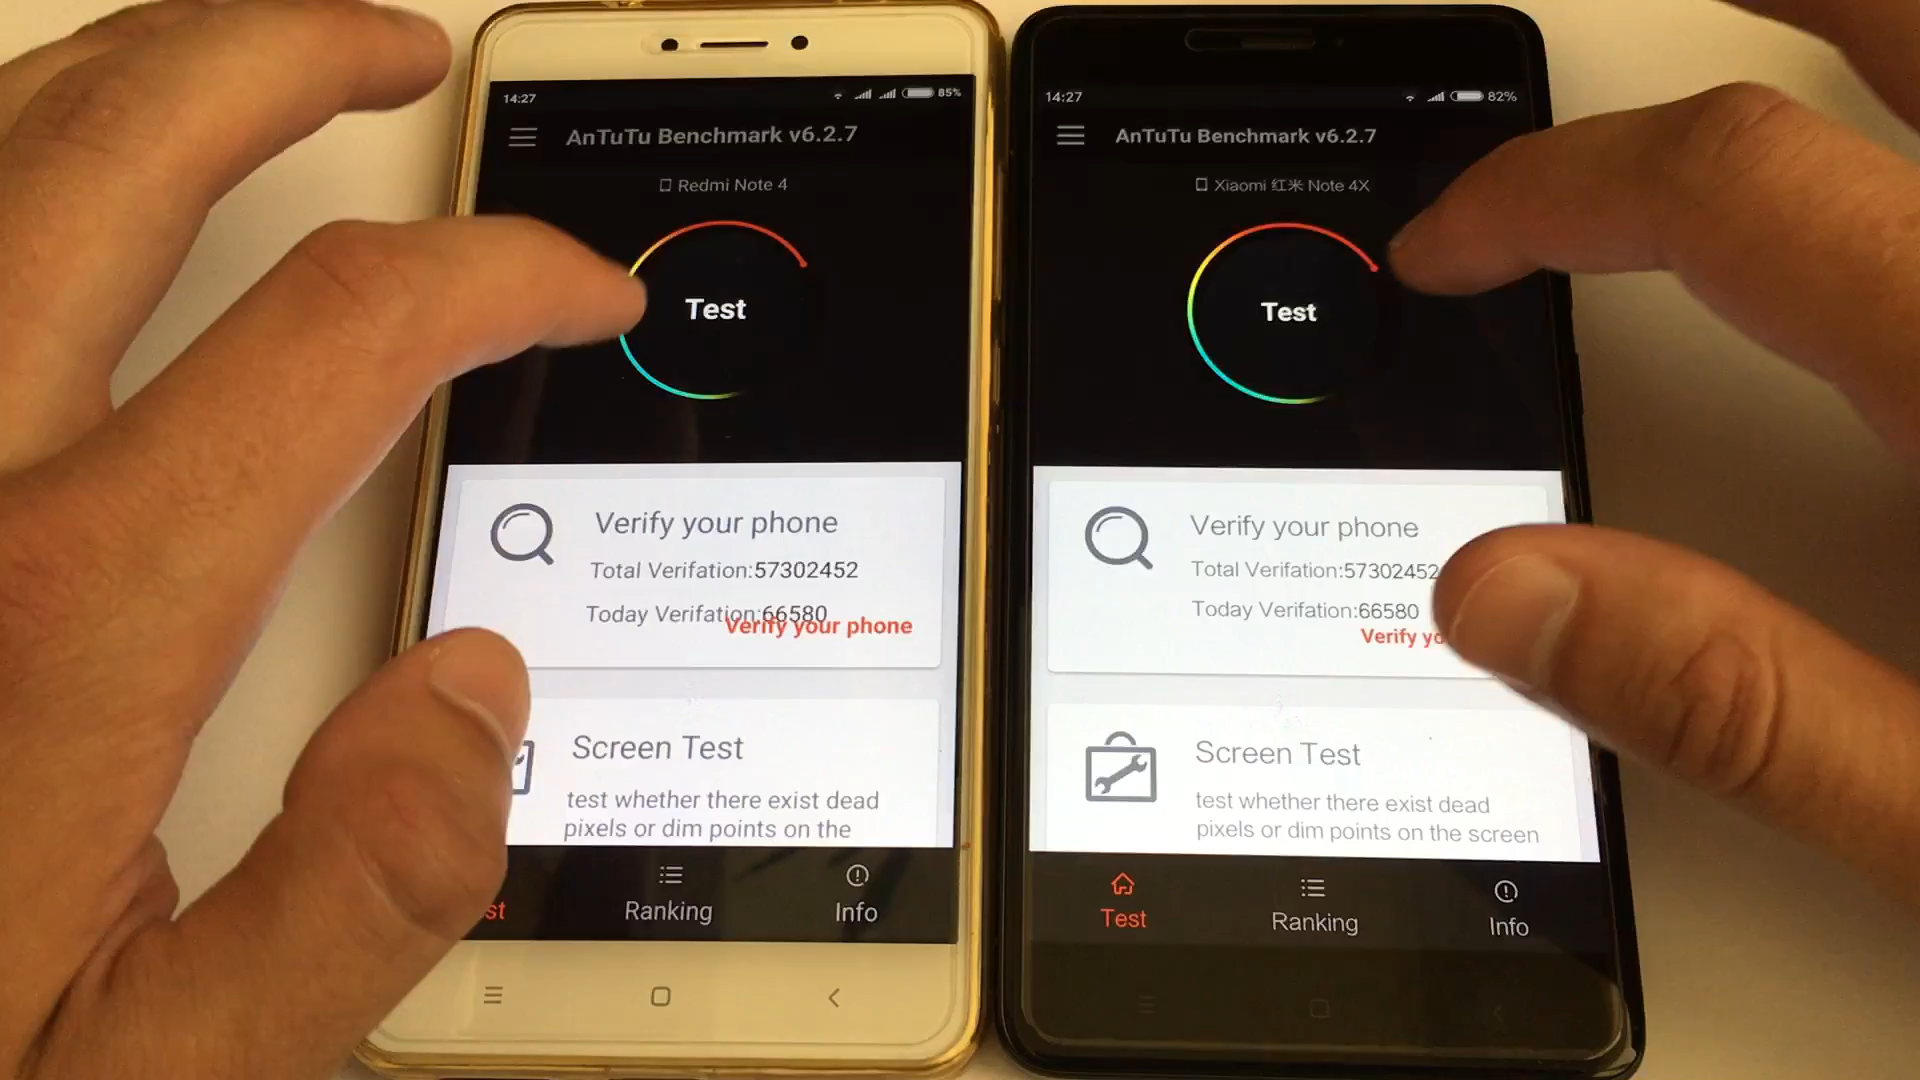 14:27
85%
AnTuTu Benchmark v6.2.7
Redmi Note 4
Test
Verify your phone
Total Verifation:57302452
Today Verifation:66580
Verify your phone
Screen Test
test whether there exist dead
pixels or dim points on the
st
Ranking
Info
14:27
82%
AnTuTu Benchmark v6.2.7
Xiaomi 红米 Note 4X
Test
Verify your phone
Total Verifation:57302452
Today Verifation:66580
Verify yo
Screen Test
test whether there exist dead
pixels or dim points on the screen
Test
Ranking
Info